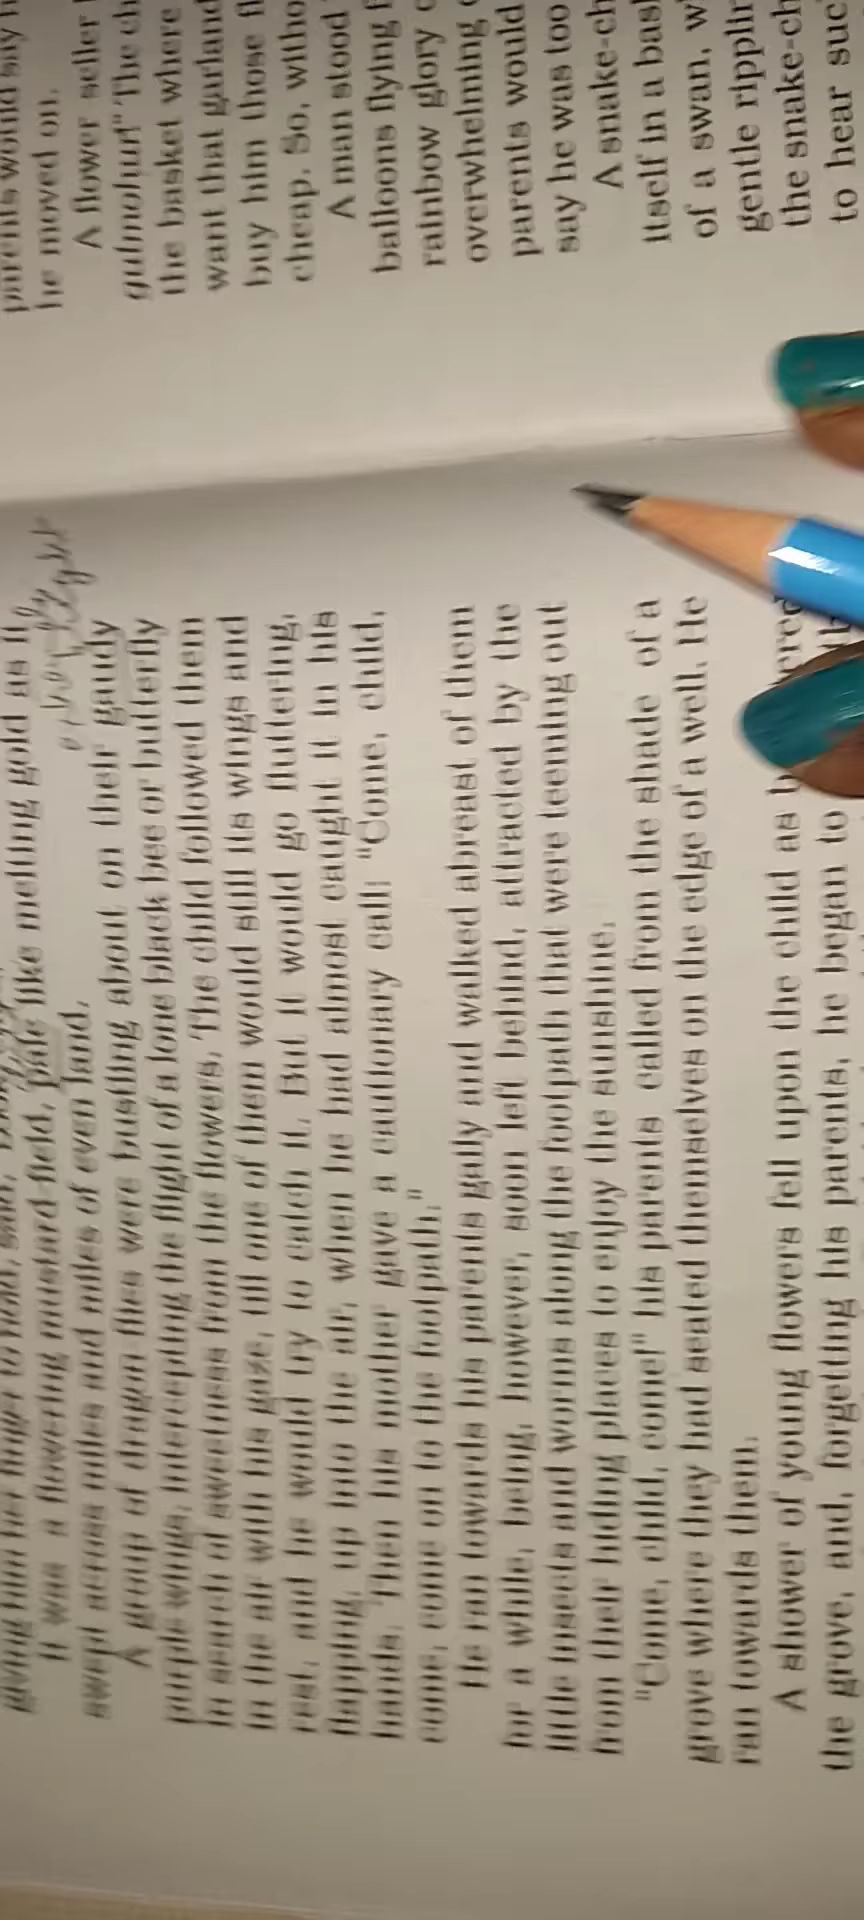 it was a flowering mustard-field, pale like melting gold as it
swept across miles and miles of even land.
A group of dragon-flies were bustling about on their gaudy
purple wings, intercepting the flight of a lone black bee or butterfly
in search of sweetness from the flowers. The child followed them
in the air with his gaze, till one of them would still its wings and
rest, and he would try to catch it. But it would go fluttering,
flapping, up into the air, when he had almost caught it in his
hands. Then his mother gave a cautionary call: "Come, child,
come, come on to the footpath."
He ran towards his parents gaily and walked abreast of them
for a while, being, however, soon left behind, attracted by the
little insects and worms along the footpath that were teeming out
from their hiding places to enjoy the sunshine.
"Come, child, come!" his parents called from the shade of a
grove where they had seated themselves on the edge of a well. He
ran towards them.
A shower of young flowers fell upon the child as
the grove, and, forgetting his parents, he began to
he moved on.
A flower seller
gulmohur!" The
the basket where
want that garland
buy him those
cheap. So,
A man stood
balloons flying
rainbow glory
overwhelming
parents would
say he was too
A
itself in a
of a swan,
gentle
the
to hear